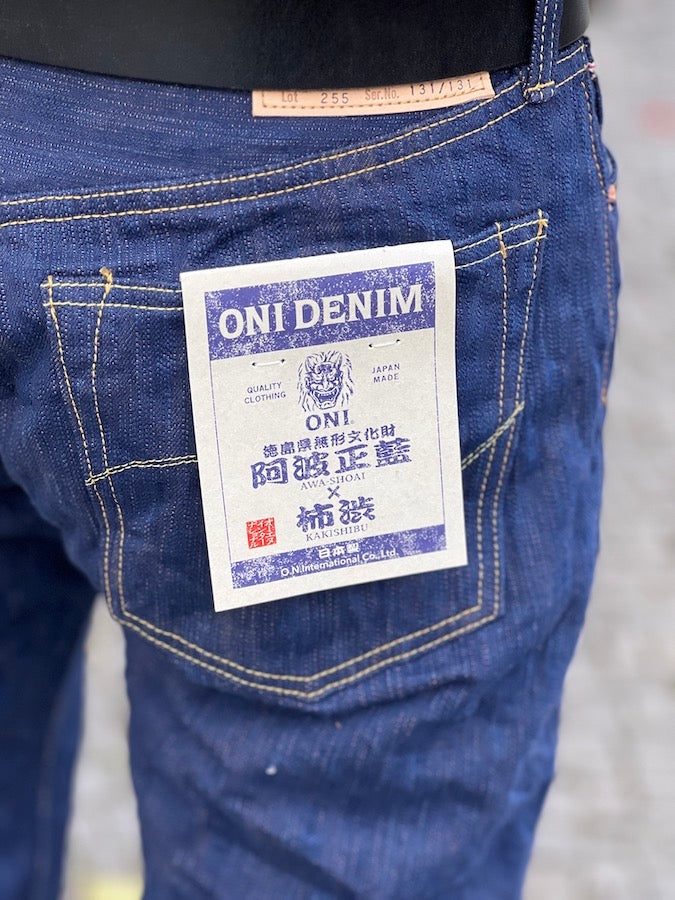 Lot 255 Ser.No. 131/131
ONI DENIM
QUALITY CLOTHING
JAPAN MADE
ONI
徳島県無形文化財
阿波正藍
AWA-SHOAI
×
柿渋
KAKISHIBU
日本製
O.N.International Co.,Ltd.